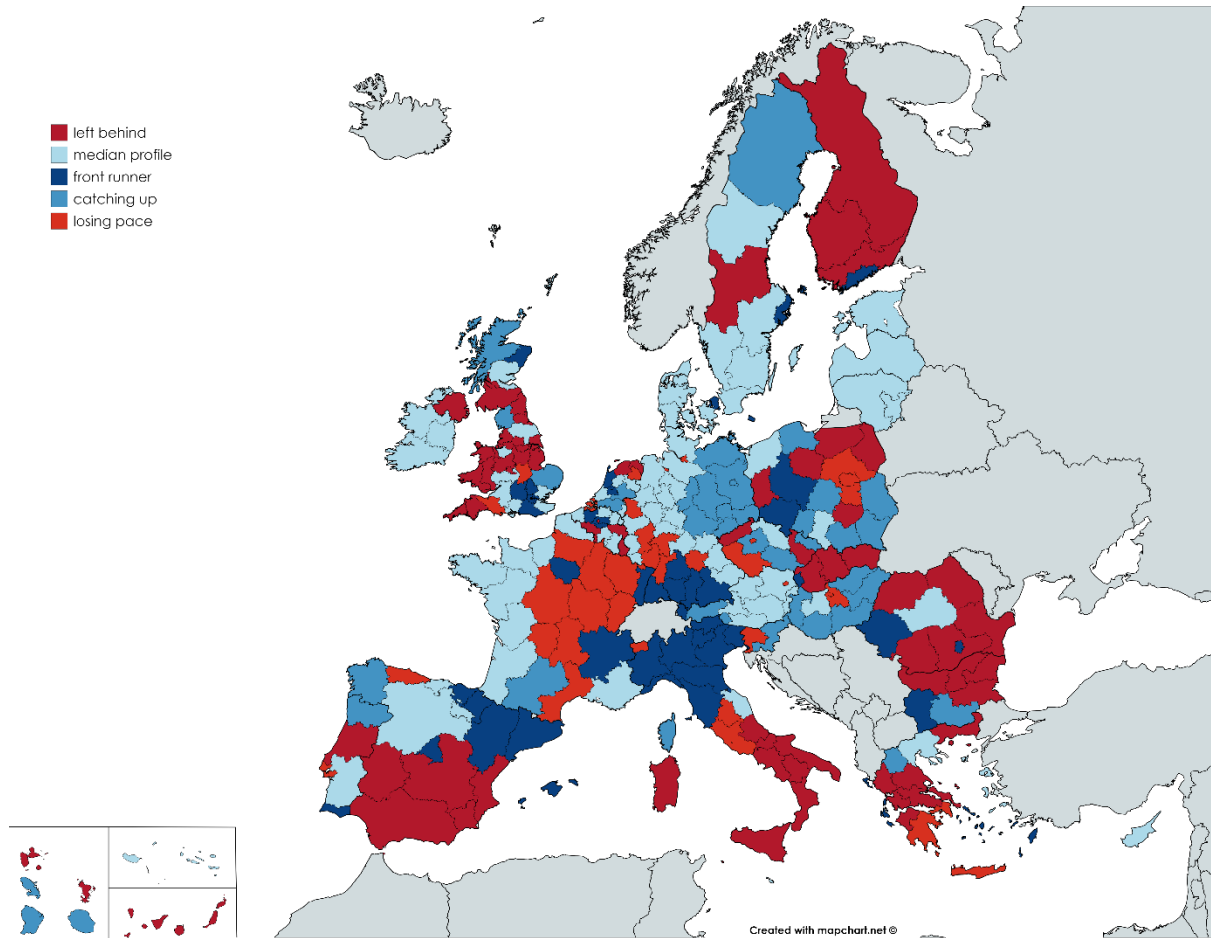 left behind
median profile
front runner
catching up
losing pace
Created with mapchart.net ©